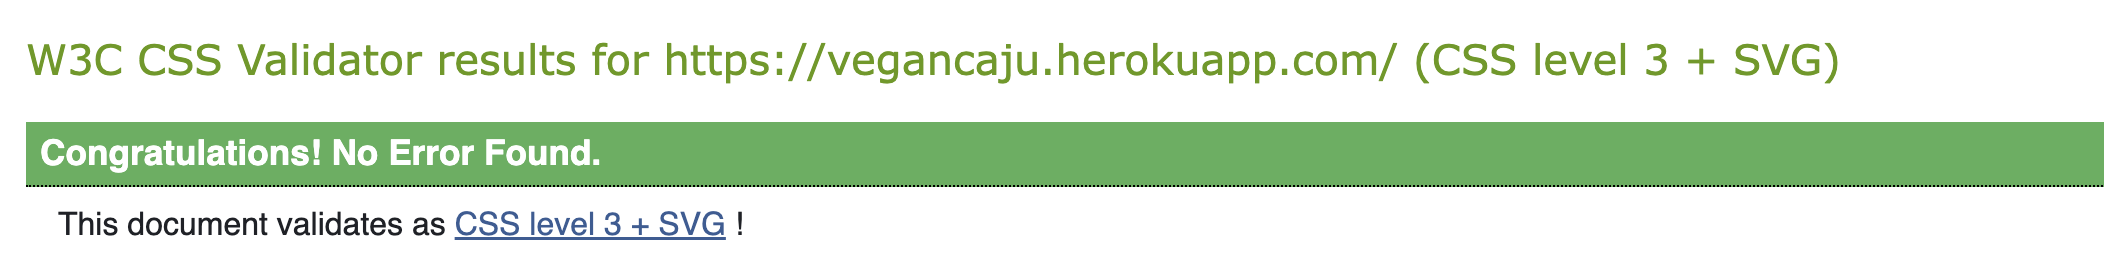 W3C CSS Validator results for https://vegancaju.herokuapp.com/ (CSS level 3 + SVG)
Congratulations! No Error Found.
This document validates as CSS level 3 + SVG !